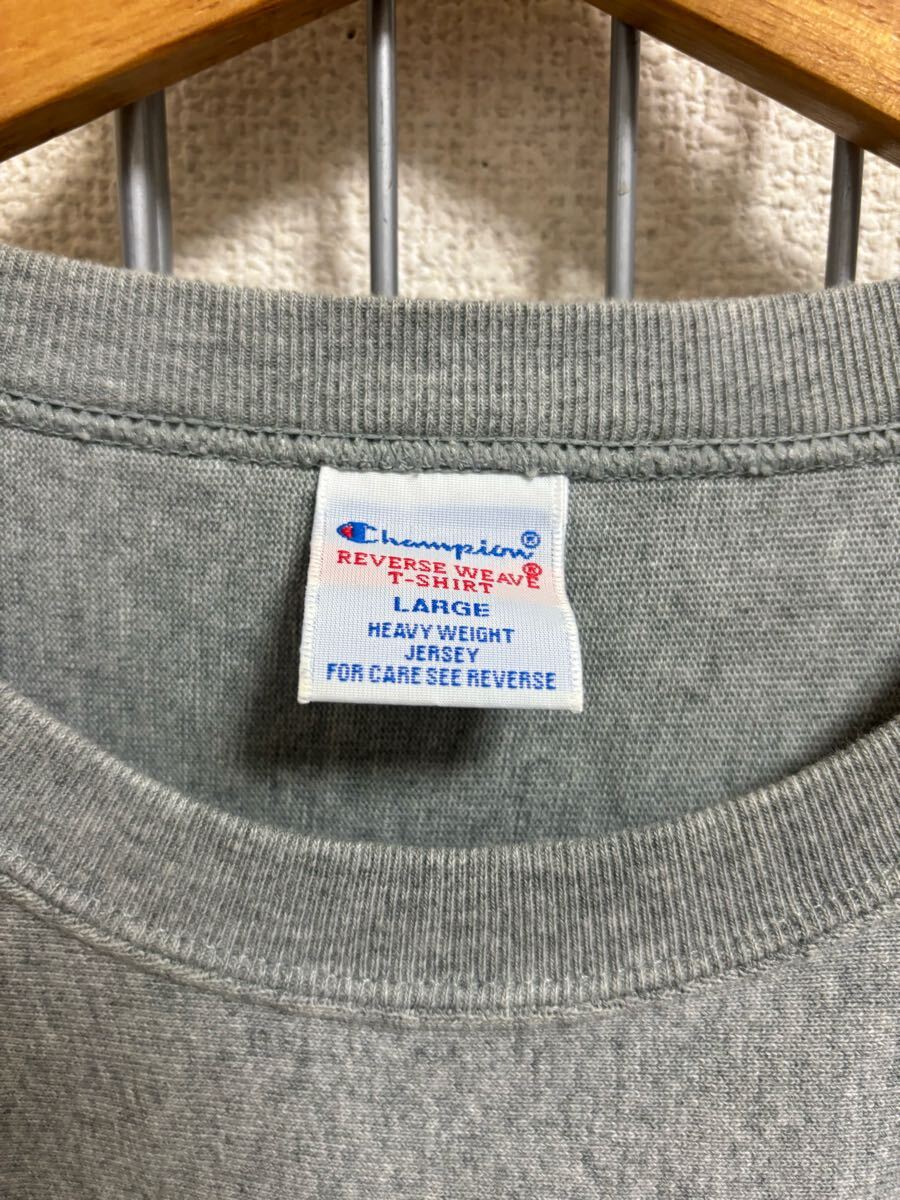 Champion®
REVERSE WEAVE®
T-SHIRT
LARGE
HEAVY WEIGHT
JERSEY
FOR CARE SEE REVERSE